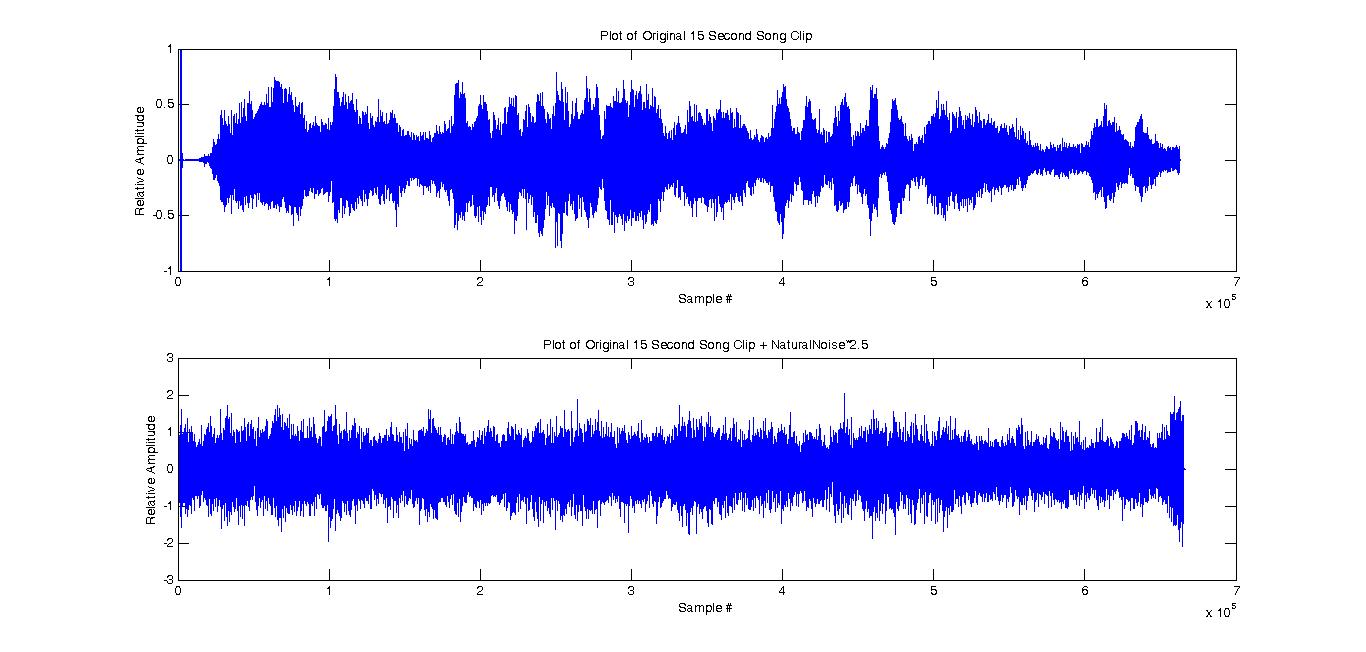 Plot of Original 15 Second Song Clip
1
0.5
0
-0.5
-1
Relative Amplitude
0 1 2 3 4 5 6 7
Sample #
x 10^5
Plot of Original 15 Second Song Clip + NaturalNoise*2.5
3
2
1
0
-1
-2
-3
Relative Amplitude
0 1 2 3 4 5 6 7
Sample #
x 10^5